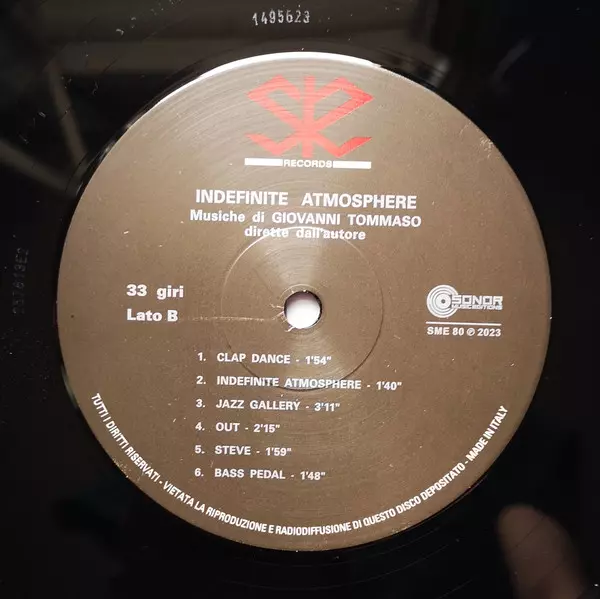 1495623
RECORDS
INDEFINITE ATMOSPHERE
Musiche di GIOVANNI TOMMASO
dirette dall'autore
33 giri
Lato B
SONOR
MUSIC EDITIONS
SME 80 ℗ 2023
1. CLAP DANCE - 1'54"
2. INDEFINITE ATMOSPHERE - 1'40"
3. JAZZ GALLERY - 3'11"
4. OUT - 2'15"
5. STEVE - 1'59"
6. BASS PEDAL - 1'48"
TUTTI I DIRITTI RISERVATI - VIETATA LA RIPRODUZIONE E RADIODIFFUSIONE DI QUESTO DISCO DEPOSITATO - MADE IN ITALY